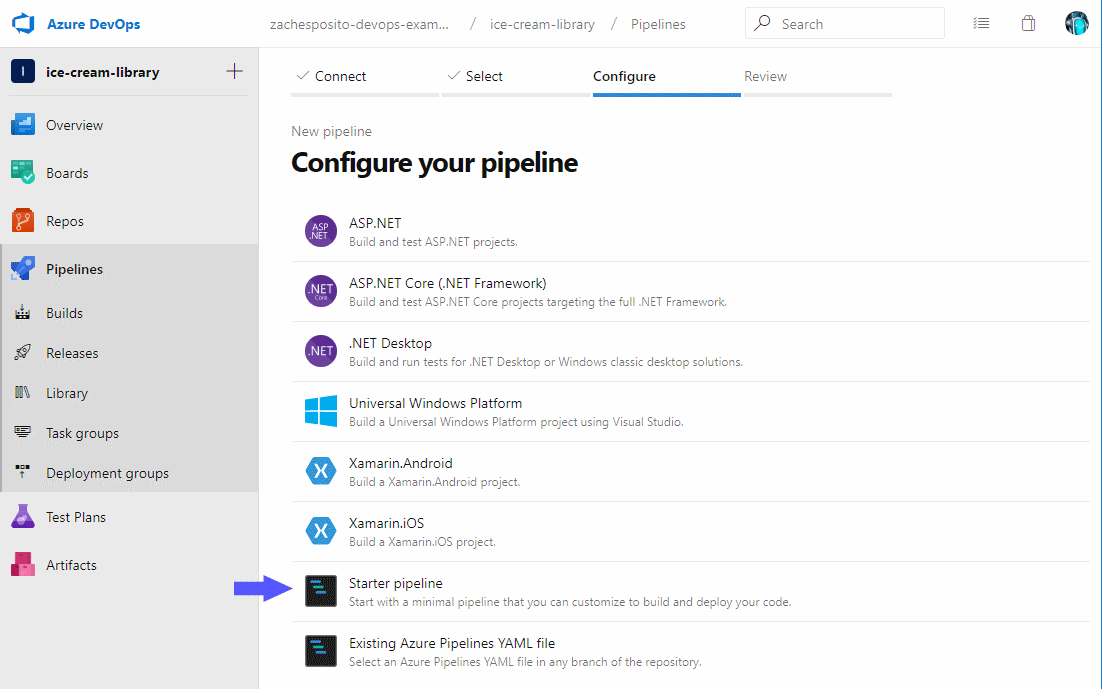 Azure DevOps
zachesposito-devops-exam... / ice-cream-library / Pipelines
Search
I
ice-cream-library
Overview
Boards
Repos
Pipelines
Builds
Releases
Library
Task groups
Deployment groups
Test Plans
Artifacts
Connect
Select
Configure
Review
New pipeline
Configure your pipeline
ASP
.NET
ASP.NET
Build and test ASP.NET projects.
.NET
Core
ASP.NET Core (.NET Framework)
Build and test ASP.NET Core projects targeting the full .NET Framework.
.NET
.NET Desktop
Build and run tests for .NET Desktop or Windows classic desktop solutions.
Universal Windows Platform
Build a Universal Windows Platform project using Visual Studio.
Xamarin.Android
Build a Xamarin.Android project.
Xamarin.iOS
Build a Xamarin.iOS project.
Starter pipeline
Start with a minimal pipeline that you can customize to build and deploy your code.
Existing Azure Pipelines YAML file
Select an Azure Pipelines YAML file in any branch of the repository.